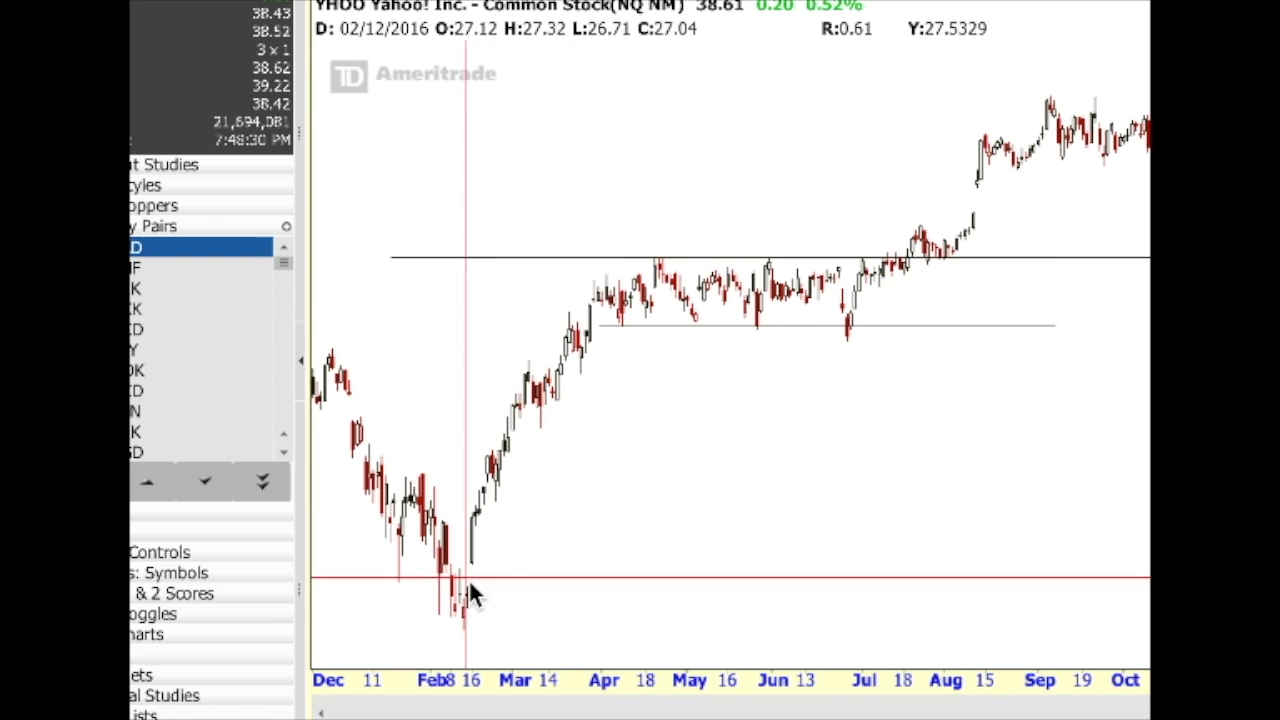 YHOO Yahoo! Inc. - Common Stock(NQ NM) 38.61 0.20 0.52%
D: 02/12/2016 O:27.12 H:27.32 L:26.71 C:27.04 R:0.61 Y:27.5329
TD Ameritrade
38.43
38.52
3 x 1
38.62
39.22
38.42
21,694,081
: 7:48:30 PM
t Studies
tyles
oppers
y Pairs
D
F
K
K
D
Y
K
D
N
K
D
Controls
s: Symbols
& 2 Scores
oggles
harts
ets
al Studies
ists
Dec 11 Feb8 16 Mar 14 Apr 18 May 16 Jun 13 Jul 18 Aug 15 Sep 19 Oct